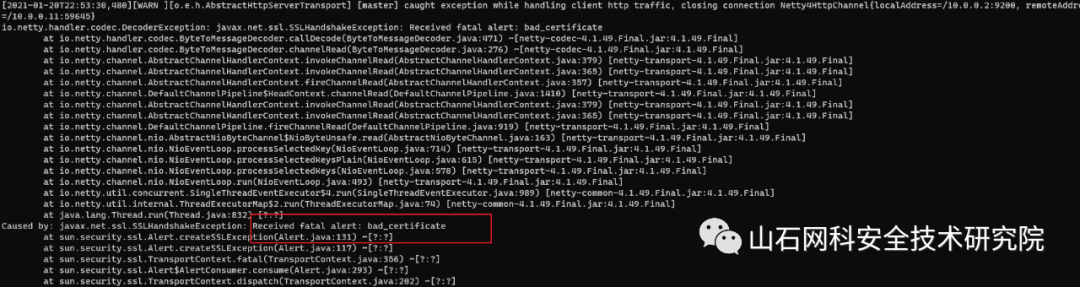 [2021-01-20T22:53:30,480][WARN ][o.e.h.AbstractHttpServerTransport] [master] caught exception while handling client http traffic, closing connection Netty4HttpChannel{localAddress=/10.0.0.2:9200, remoteAddress
=/10.0.0.11:59645}
io.netty.handler.codec.DecoderException: javax.net.ssl.SSLHandshakeException: Received fatal alert: bad_certificate
at io.netty.handler.codec.ByteToMessageDecoder.callDecode(ByteToMessageDecoder.java:471) ~[netty-codec-4.1.49.Final.jar:4.1.49.Final]
at io.netty.handler.codec.ByteToMessageDecoder.channelRead(ByteToMessageDecoder.java:276) ~[netty-codec-4.1.49.Final.jar:4.1.49.Final]
at io.netty.channel.AbstractChannelHandlerContext.invokeChannelRead(AbstractChannelHandlerContext.java:379) [netty-transport-4.1.49.Final.jar:4.1.49.Final]
at io.netty.channel.AbstractChannelHandlerContext.invokeChannelRead(AbstractChannelHandlerContext.java:365) [netty-transport-4.1.49.Final.jar:4.1.49.Final]
at io.netty.channel.AbstractChannelHandlerContext.fireChannelRead(AbstractChannelHandlerContext.java:357) [netty-transport-4.1.49.Final.jar:4.1.49.Final]
at io.netty.channel.DefaultChannelPipeline$HeadContext.channelRead(DefaultChannelPipeline.java:1410) [netty-transport-4.1.49.Final.jar:4.1.49.Final]
at io.netty.channel.AbstractChannelHandlerContext.invokeChannelRead(AbstractChannelHandlerContext.java:379) [netty-transport-4.1.49.Final.jar:4.1.49.Final]
at io.netty.channel.AbstractChannelHandlerContext.invokeChannelRead(AbstractChannelHandlerContext.java:365) [netty-transport-4.1.49.Final.jar:4.1.49.Final]
at io.netty.channel.DefaultChannelPipeline.fireChannelRead(DefaultChannelPipeline.java:919) [netty-transport-4.1.49.Final.jar:4.1.49.Final]
at io.netty.channel.nio.AbstractNioByteChannel$NioByteUnsafe.read(AbstractNioByteChannel.java:163) [netty-transport-4.1.49.Final.jar:4.1.49.Final]
at io.netty.channel.nio.NioEventLoop.processSelectedKey(NioEventLoop.java:714) [netty-transport-4.1.49.Final.jar:4.1.49.Final]
at io.netty.channel.nio.NioEventLoop.processSelectedKeysPlain(NioEventLoop.java:615) [netty-transport-4.1.49.Final.jar:4.1.49.Final]
at io.netty.channel.nio.NioEventLoop.processSelectedKeys(NioEventLoop.java:578) [netty-transport-4.1.49.Final.jar:4.1.49.Final]
at io.netty.channel.nio.NioEventLoop.run(NioEventLoop.java:493) [netty-transport-4.1.49.Final.jar:4.1.49.Final]
at io.netty.util.concurrent.SingleThreadEventExecutor$4.run(SingleThreadEventExecutor.java:989) [netty-common-4.1.49.Final.jar:4.1.49.Final]
at io.netty.util.internal.ThreadExecutorMap$2.run(ThreadExecutorMap.java:74) [netty-common-4.1.49.Final.jar:4.1.49.Final]
at java.lang.Thread.run(Thread.java:832) [?:?]
Caused by: javax.net.ssl.SSLHandshakeException: Received fatal alert: bad_certificate
at sun.security.ssl.Alert.createSSLException(Alert.java:131) ~[?:?]
at sun.security.ssl.Alert.createSSLException(Alert.java:117) ~[?:?]
at sun.security.ssl.TransportContext.fatal(TransportContext.java:356) ~[?:?]
at sun.security.ssl.Alert$AlertConsumer.consume(Alert.java:293) ~[?:?]
at sun.security.ssl.TransportContext.dispatch(TransportContext.java:202) ~[?:?]
山石网科安全技术研究院